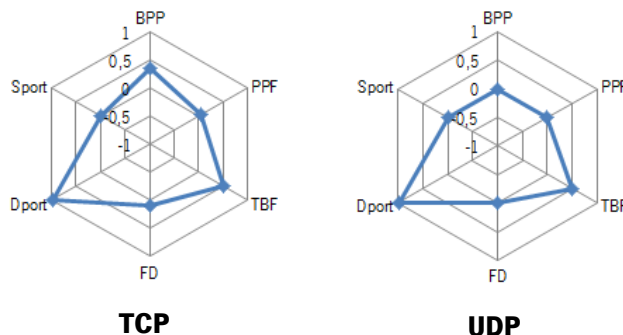 BPP
1
0,5
0
-0,5
-1
PPF
TBF
FD
Dport
Sport
TCP
BPP
1
0,5
0
-0,5
-1
PPF
TBF
FD
Dport
Sport
UDP